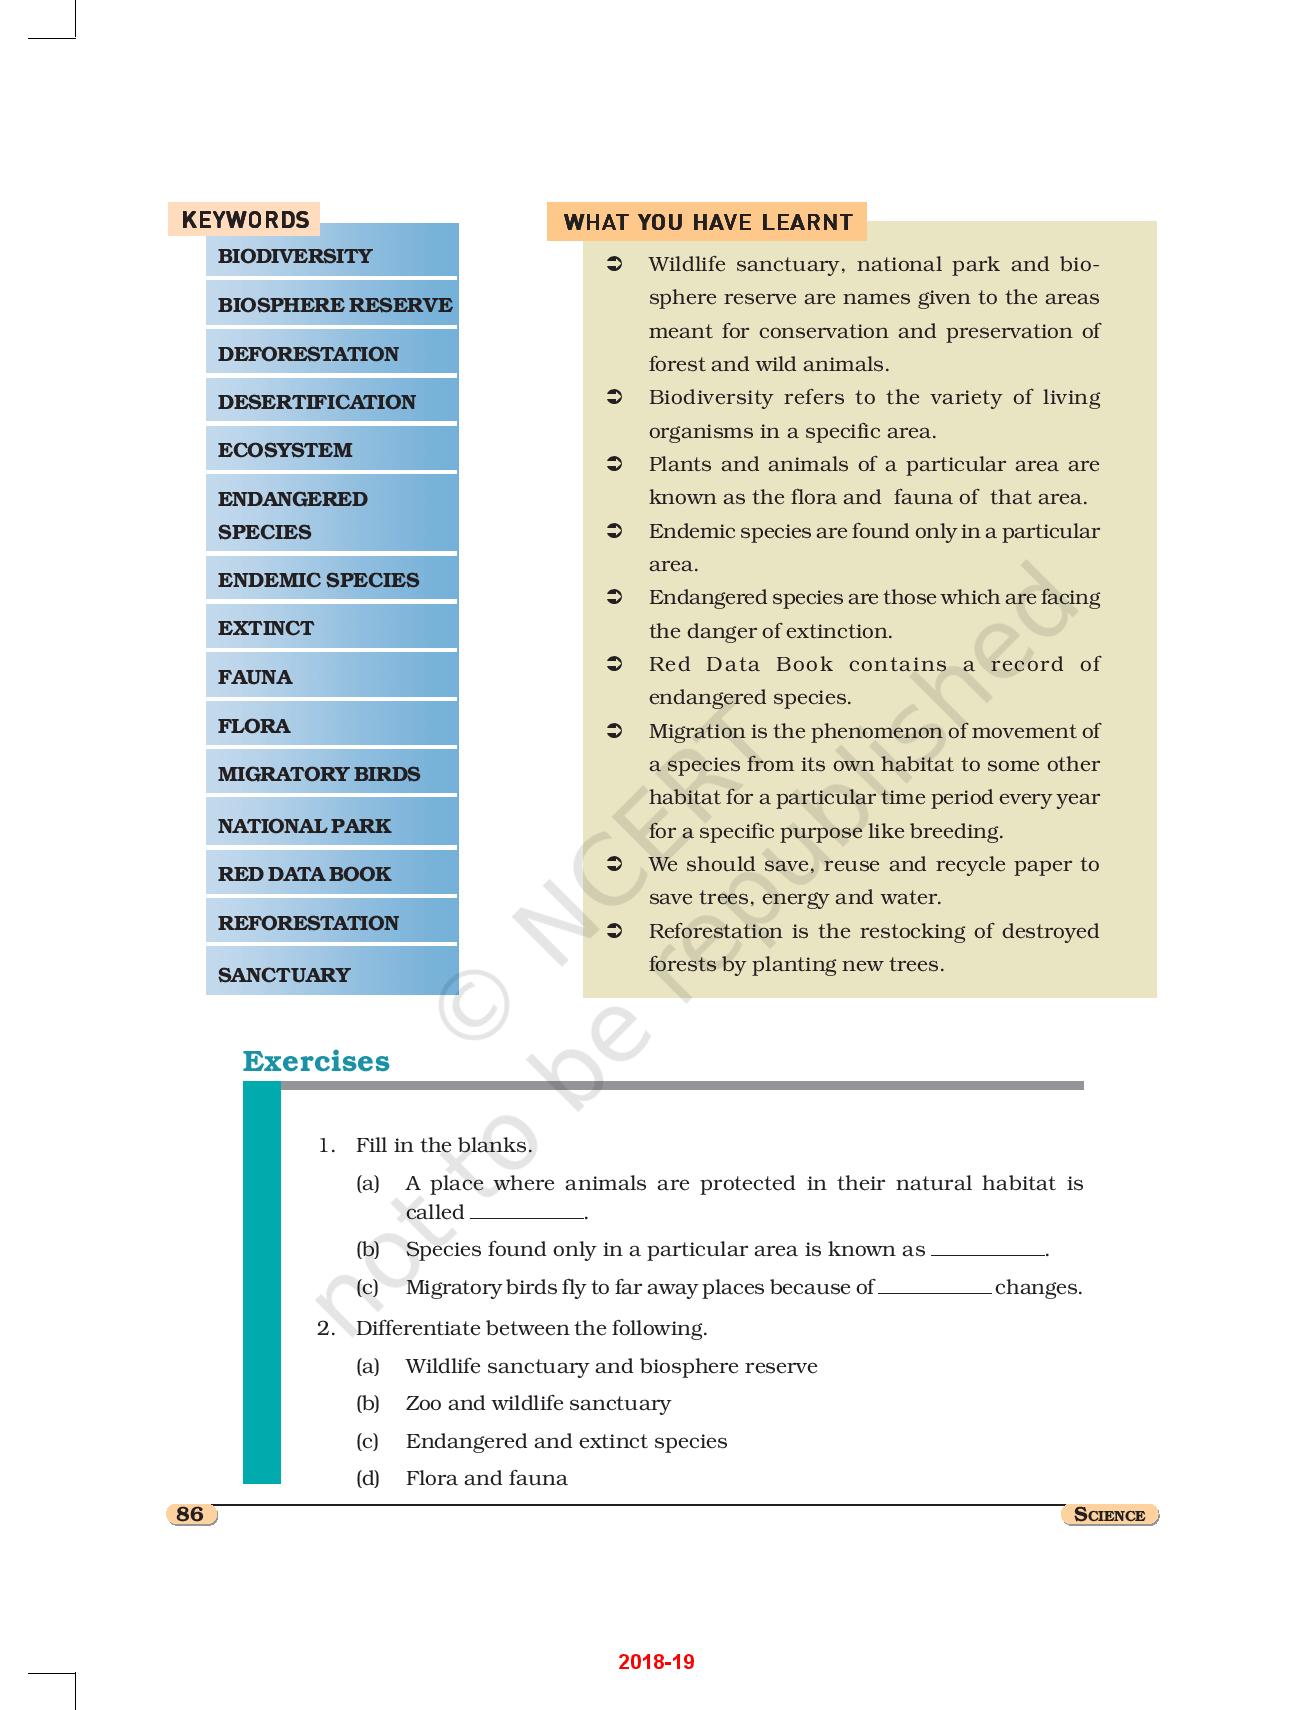 KEYWORDS
BIODIVERSITY
BIOSPHERE RESERVE
DEFORESTATION
DESERTIFICATION
ECOSYSTEM
ENDANGERED
SPECIES
ENDEMIC SPECIES
EXTINCT
FAUNA
FLORA
MIGRATORY BIRDS
NATIONAL PARK
RED DATA BOOK
REFORESTATION
SANCTUARY
WHAT YOU HAVE LEARNT
➲ Wildlife sanctuary, national park and bio-
sphere reserve are names given to the areas
meant for conservation and preservation of
forest and wild animals.
➲ Biodiversity refers to the variety of living
organisms in a specific area.
➲ Plants and animals of a particular area are
known as the flora and fauna of that area.
➲ Endemic species are found only in a particular
area.
➲ Endangered species are those which are facing
the danger of extinction.
➲ Red Data Book contains a record of
endangered species.
➲ Migration is the phenomenon of movement of
a species from its own habitat to some other
habitat for a particular time period every year
for a specific purpose like breeding.
➲ We should save, reuse and recycle paper to
save trees, energy and water.
➲ Reforestation is the restocking of destroyed
forests by planting new trees.
© NCERT
not to be republished
Exercises
1. Fill in the blanks.
(a) A place where animals are protected in their natural habitat is
called __________.
(b) Species found only in a particular area is known as __________.
(c) Migratory birds fly to far away places because of __________ changes.
2. Differentiate between the following.
(a) Wildlife sanctuary and biosphere reserve
(b) Zoo and wildlife sanctuary
(c) Endangered and extinct species
(d) Flora and fauna
86
SCIENCE
2018-19